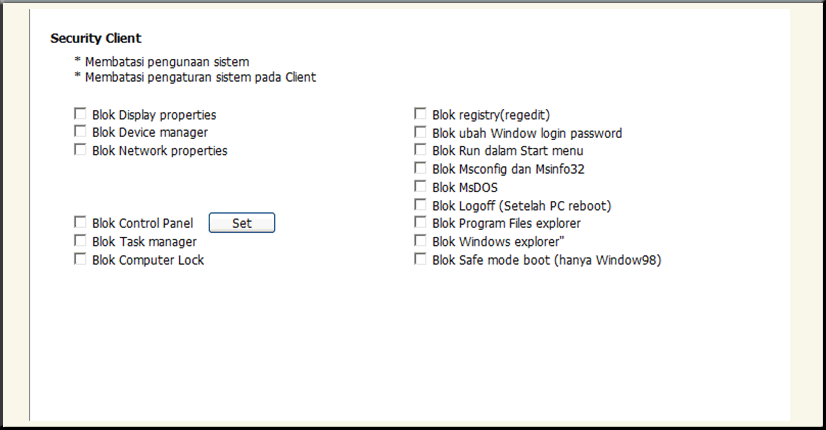 Security Client
* Membatasi pengunaan sistem
* Membatasi pengaturan sistem pada Client
Blok Display properties
Blok Device manager
Blok Network properties
Blok Control Panel Set
Blok Task manager
Blok Computer Lock
Blok registry(regedit)
Blok ubah Window login password
Blok Run dalam Start menu
Blok Msconfig dan Msinfo32
Blok MsDOS
Blok Logoff (Setelah PC reboot)
Blok Program Files explorer
Blok Windows explorer"
Blok Safe mode boot (hanya Window98)